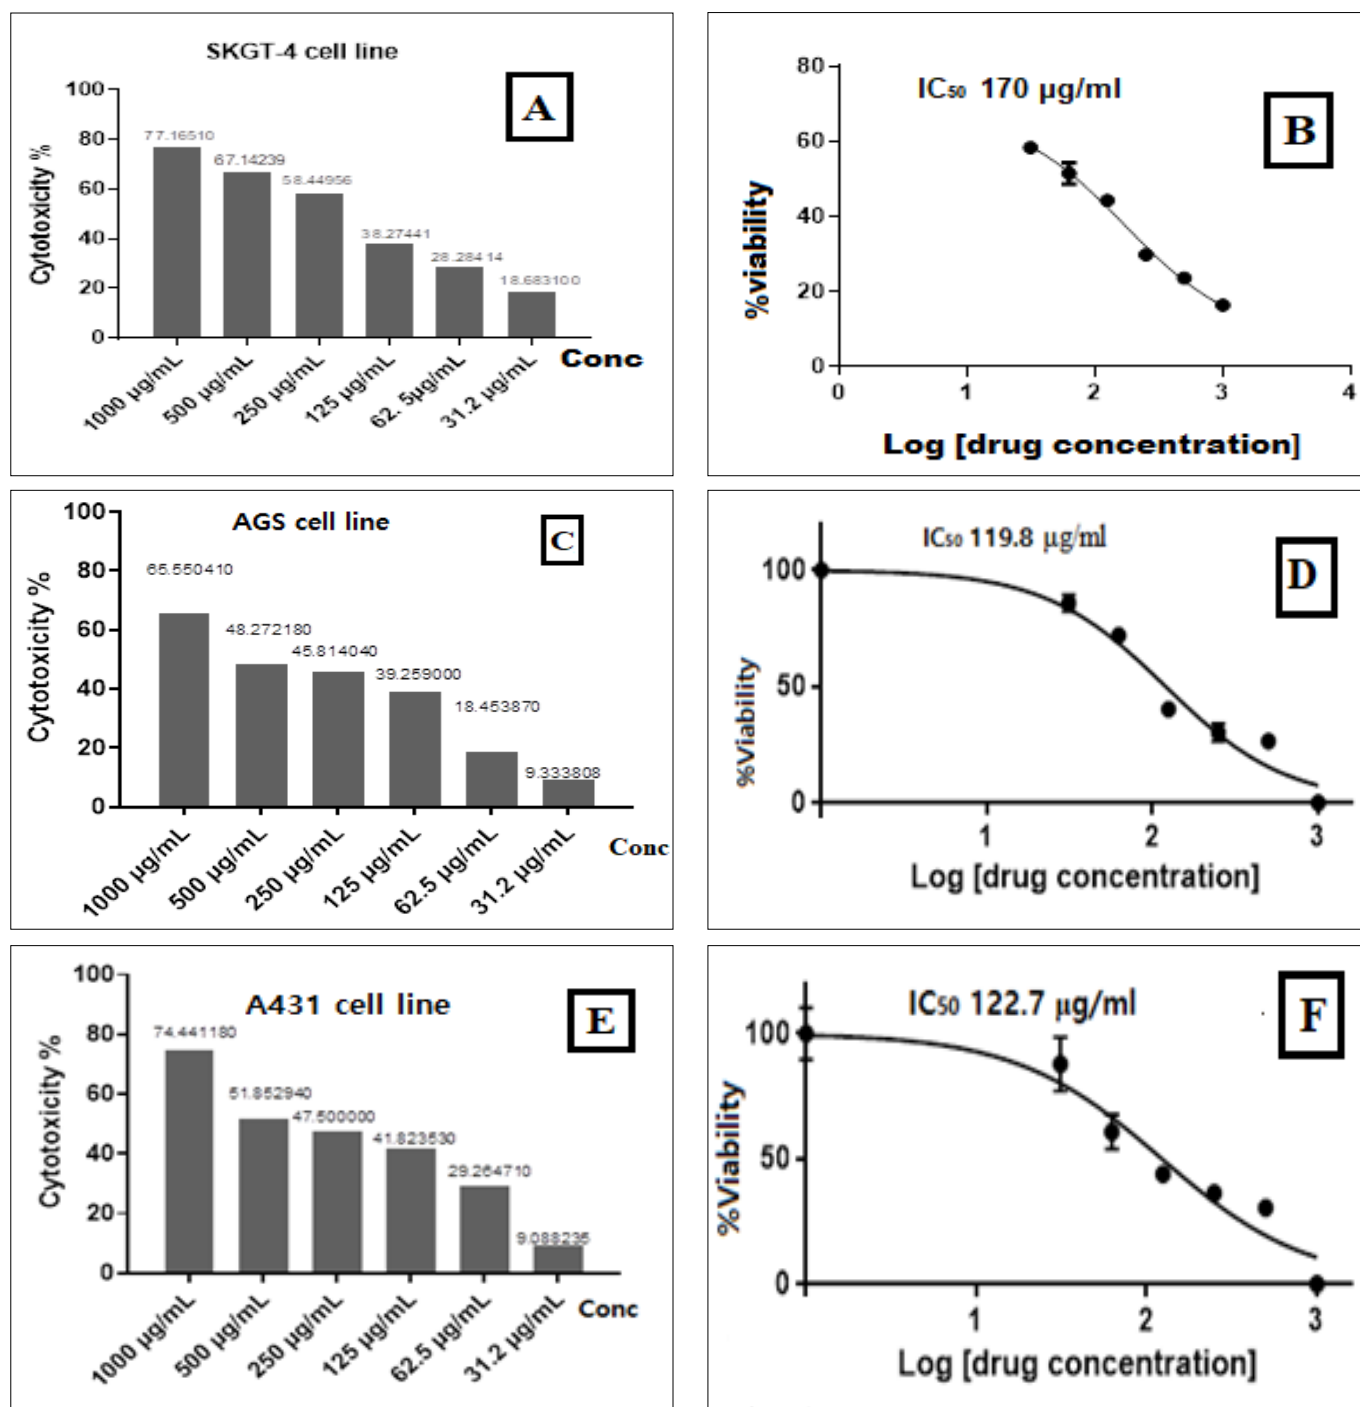 SKGT-4 cell line
A
100
80
60
40
20
0
Cytotoxicity %
77.16510
67.14239
58.44956
38.27441
28.28414
18.683100
1000 µg/mL
500 µg/mL
250 µg/mL
125 µg/mL
62. 5µg/mL
31.2 µg/mL
Conc
IC₅₀ 170 µg/ml
B
80
60
40
20
0
%viability
0
1
2
3
4
Log [drug concentration]
AGS cell line
C
100
80
60
40
20
0
Cytotoxicity %
65.550410
48.272180
45.814040
39.259000
18.453870
9.333808
1000 µg/mL
500 µg/mL
250 µg/mL
125 µg/mL
62.5 µg/mL
31.2 µg/mL
Conc
IC₅₀ 119.8 µg/ml
D
100
50
0
%Viability
1
2
3
Log [drug concentration]
A431 cell line
E
100
80
60
40
20
0
Cytotoxicity %
74.441180
51.852940
47.500000
41.823530
29.264710
9.088235
1000 µg/mL
500 µg/mL
250 µg/mL
125 µg/mL
62.5 µg/mL
31.2 µg/mL
Conc
IC₅₀ 122.7 µg/ml
F
100
50
0
%Viability
1
2
3
Log [drug concentration]